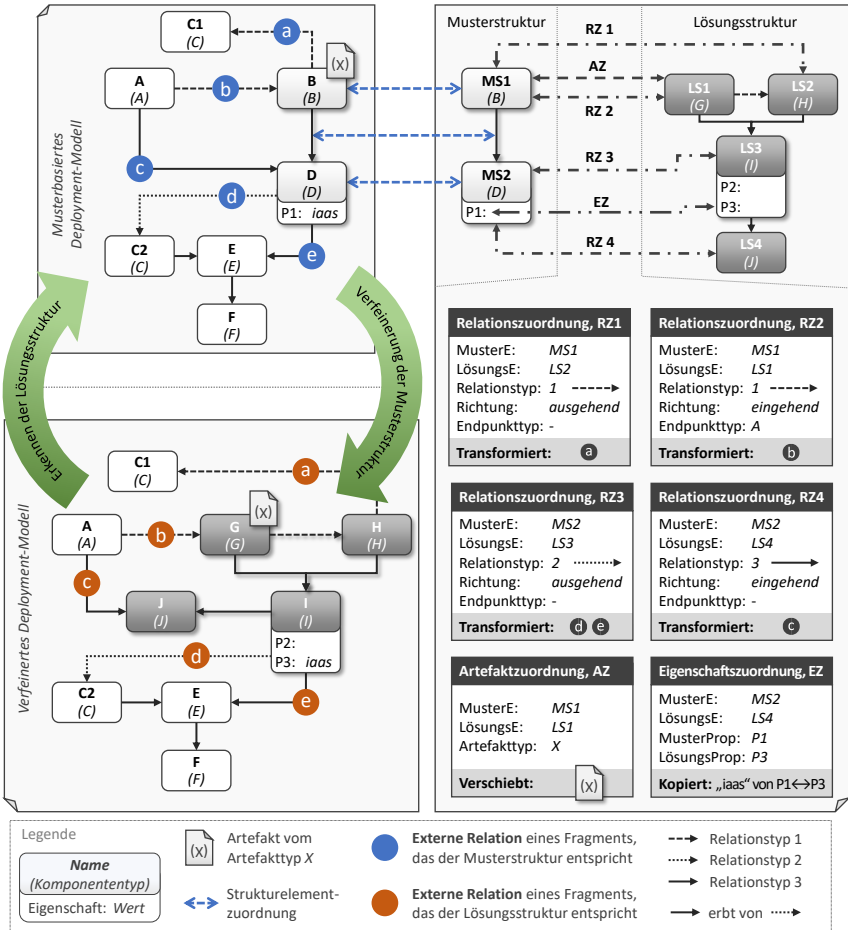 C1
(C)
a
(x)
A
(A)
b
B
(B)
c
D
(D)
P1: iaas
d
C2
(C)
E
(E)
e
F
(F)
Musterbasiertes
Deployment-Modell
Musterstruktur
Lösungsstruktur
RZ 1
AZ
MS1
(B)
LS1
(G)
LS2
(H)
RZ 2
RZ 3
LS3
(I)
P2:
P3:
MS2
(D)
P1:
EZ
RZ 4
LS4
(J)
Erkennen der Lösungsstruktur
Verfeinerung der Musterstruktur
Verfeinertes Deployment-Modell
C1
(C)
a
(x)
A
(A)
b
G
(G)
H
(H)
c
J
(J)
I
(I)
P2:
P3: iaas
d
C2
(C)
E
(E)
e
F
(F)
Relationszuordnung, RZ1
MusterE: MS1
LösungsE: LS2
Relationstyp: 1
Richtung: ausgehend
Endpunkttyp: -
Transformiert: a
Relationszuordnung, RZ2
MusterE: MS1
LösungsE: LS1
Relationstyp: 1
Richtung: eingehend
Endpunkttyp: A
Transformiert: b
Relationszuordnung, RZ3
MusterE: MS2
LösungsE: LS3
Relationstyp: 2
Richtung: ausgehend
Endpunkttyp: -
Transformiert: d e
Relationszuordnung, RZ4
MusterE: MS2
LösungsE: LS4
Relationstyp: 3
Richtung: eingehend
Endpunkttyp: -
Transformiert: c
Artefaktzuordnung, AZ
MusterE: MS1
LösungsE: LS1
Artefakttyp: X
Verschiebt: (x)
Eigenschaftszuordnung, EZ
MusterE: MS2
LösungsE: LS4
MusterProp: P1
LösungsProp: P3
Kopiert: „iaas“ von P1↔P3
Legende
Name
(Komponententyp)
Eigenschaft: Wert
(x)
Artefakt vom
Artefakttyp X
Strukturelement-
zuordnung
Externe Relation eines Fragments,
das der Musterstruktur entspricht
Externe Relation eines Fragments,
das der Lösungsstruktur entspricht
Relationstyp 1
Relationstyp 2
Relationstyp 3
erbt von